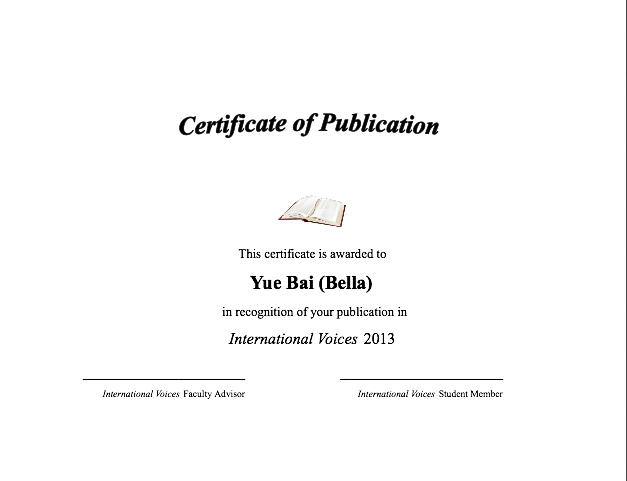 Certificate of Publication
This certificate is awarded to
Yue Bai (Bella)
in recognition of your publication in
International Voices 2013
International Voices Faculty Advisor
International Voices Student Member